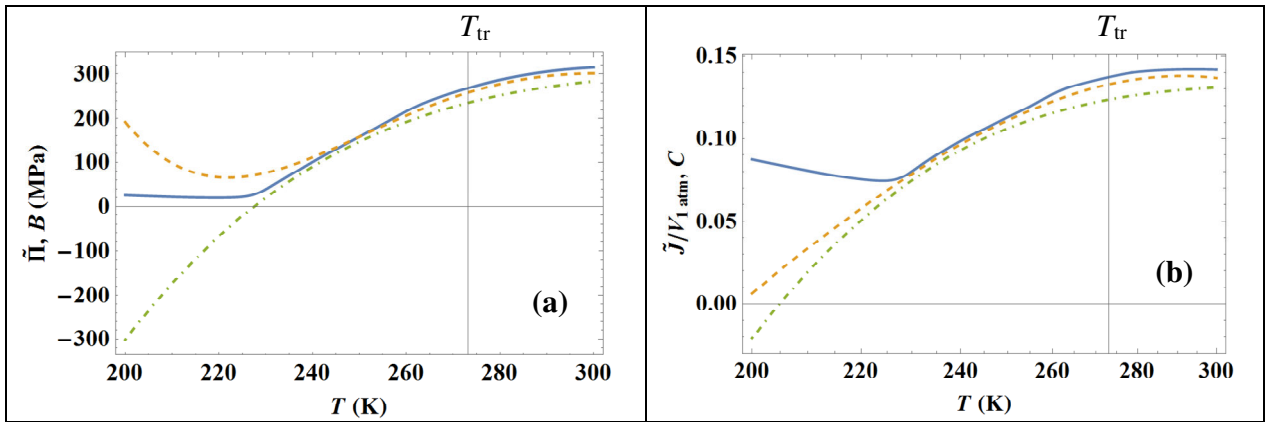 T_tr
300
200
100
0
−100
−200
−300
Π̃, B (MPa)
(a)
200 220 240 260 280 300
T (K)
T_tr
0.15
0.10
0.05
0.00
J̃/V_1 atm, C
(b)
200 220 240 260 280 300
T (K)